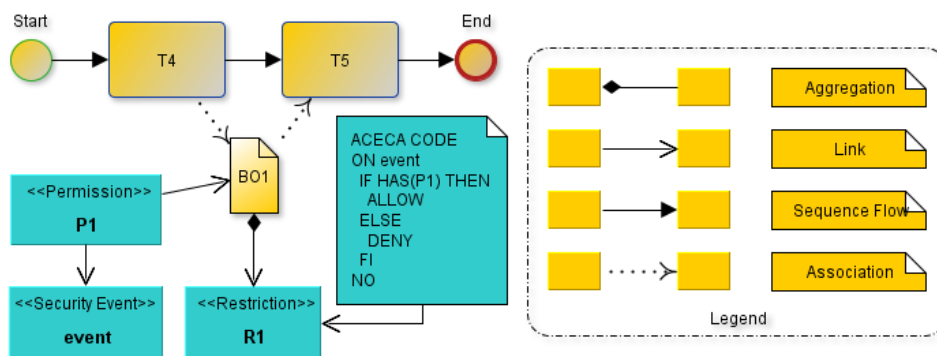 Start
End
T4
T5
BO1
<<Permission>>
P1
<<Security Event>>
event
<<Restriction>>
R1
ACECA CODE
ON event
IF HAS(P1) THEN
ALLOW
ELSE
DENY
FI
NO
Aggregation
Link
Sequence Flow
Association
Legend